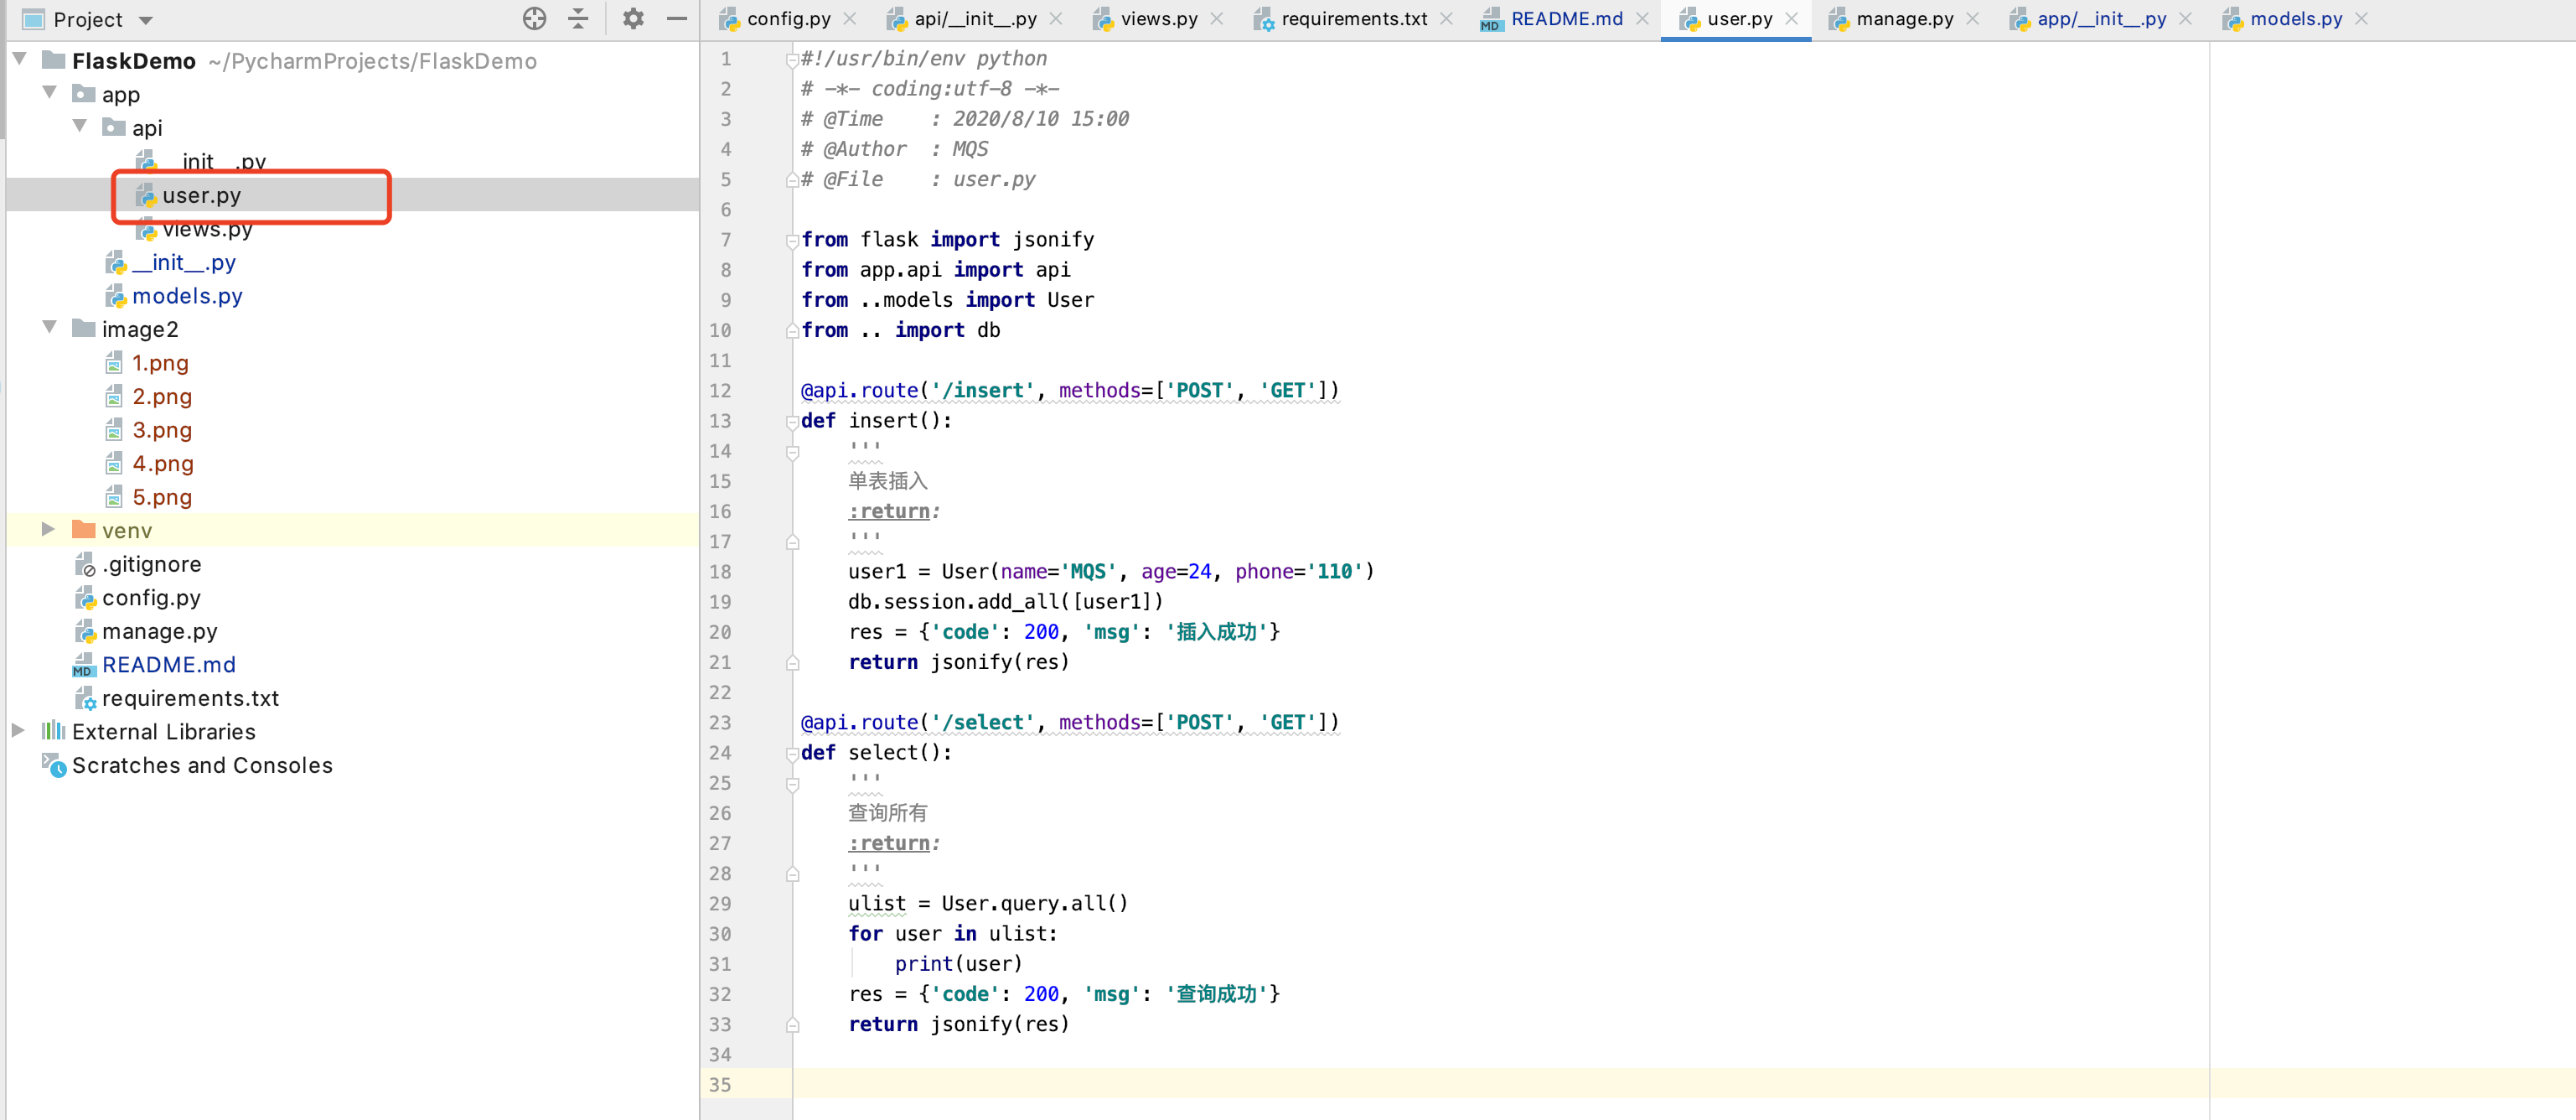 Project
FlaskDemo ~/PycharmProjects/FlaskDemo
app
api
__init__.py
user.py
views.py
__init__.py
models.py
image2
1.png
2.png
3.png
4.png
5.png
venv
.gitignore
config.py
manage.py
README.md
requirements.txt
External Libraries
Scratches and Consoles
config.py api/__init__.py views.py requirements.txt README.md user.py manage.py app/__init__.py models.py
1 #!/usr/bin/env python
2 # -*- coding:utf-8 -*-
3 # @Time    : 2020/8/10 15:00
4 # @Author  : MQS
5 # @File    : user.py
6
7 from flask import jsonify
8 from app.api import api
9 from ..models import User
10 from .. import db
11
12 @api.route('/insert', methods=['POST', 'GET'])
13 def insert():
14     '''
15     单表插入
16     :return:
17     '''
18     user1 = User(name='MQS', age=24, phone='110')
19     db.session.add_all([user1])
20     res = {'code': 200, 'msg': '插入成功'}
21     return jsonify(res)
22
23 @api.route('/select', methods=['POST', 'GET'])
24 def select():
25     '''
26     查询所有
27     :return:
28     '''
29     ulist = User.query.all()
30     for user in ulist:
31         print(user)
32     res = {'code': 200, 'msg': '查询成功'}
33     return jsonify(res)
34
35